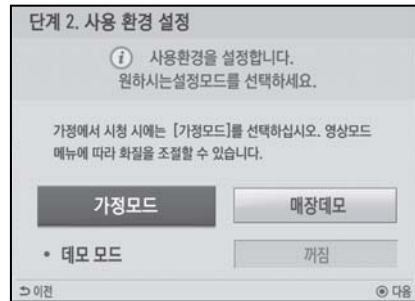 단계 2. 사용 환경 설정
i 사용환경을 설정합니다.
원하시는설정모드를 선택하세요.
가정에서 시청 시에는 [가정모드]를 선택하십시오. 영상모드
메뉴에 따라 화질을 조절할 수 있습니다.
가정모드 매장데모
• 데모 모드 꺼짐
이전 다음